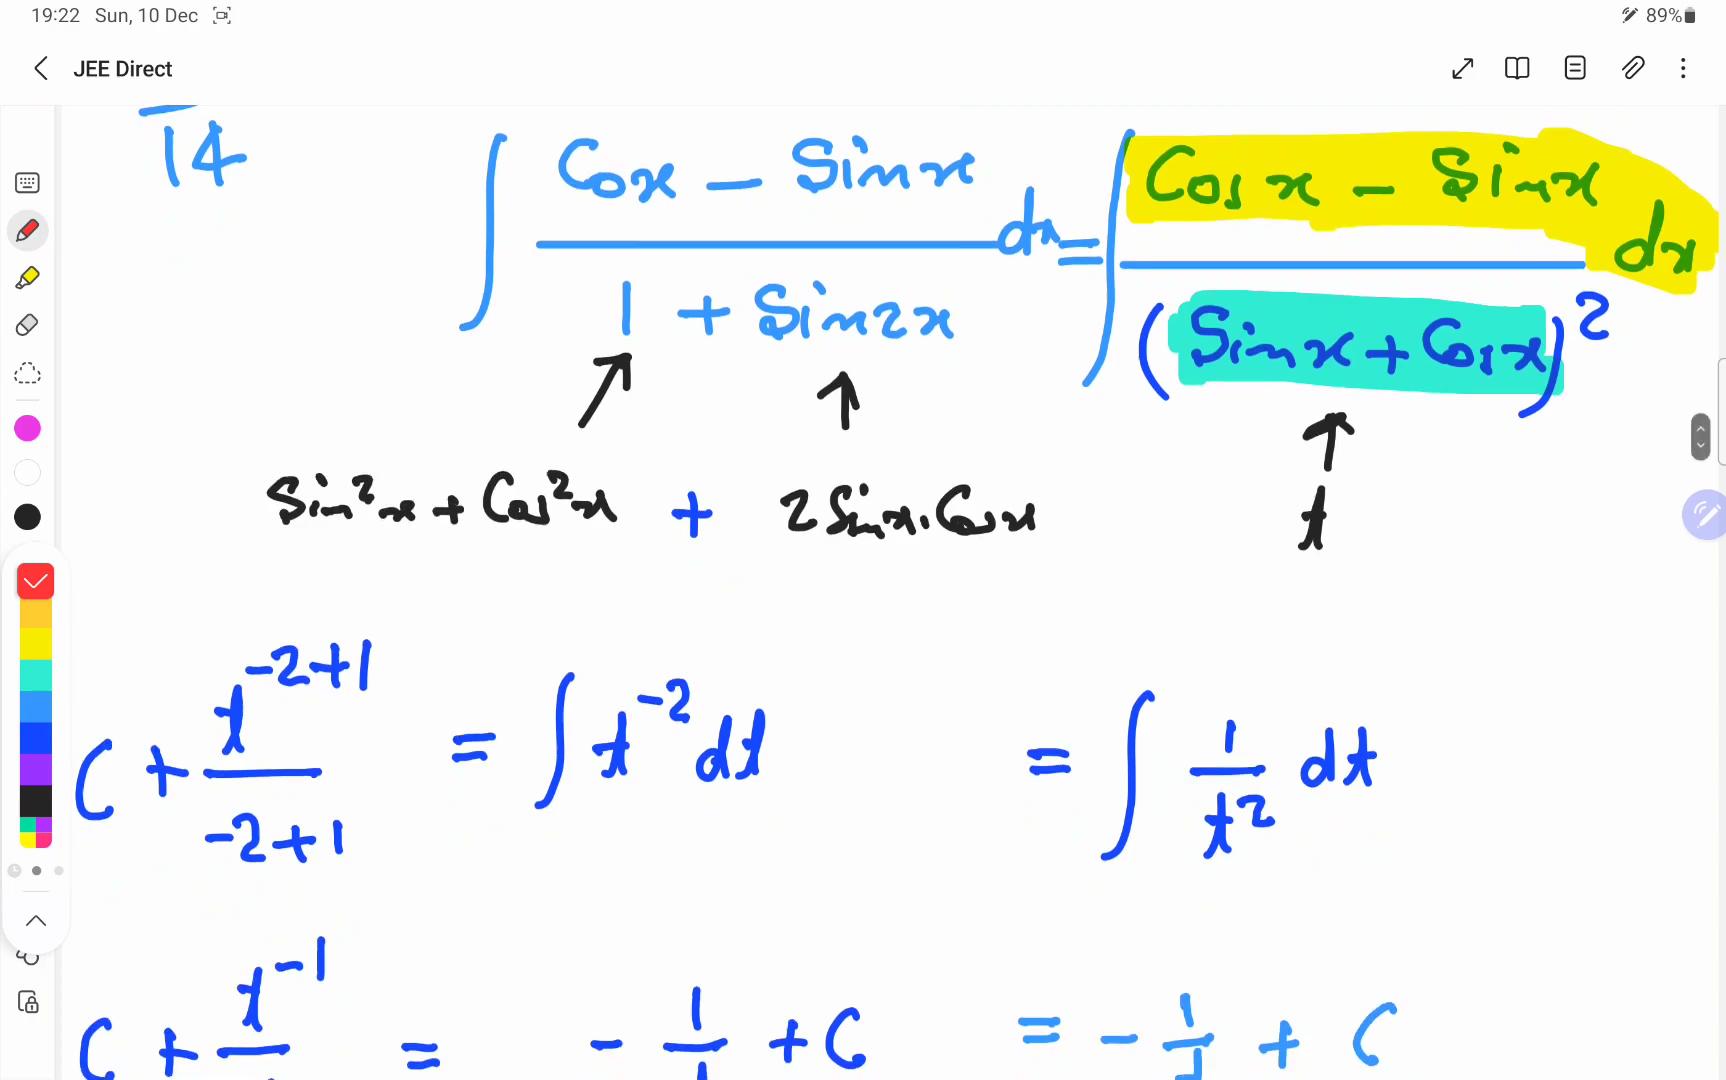 19:22 Sun, 10 Dec 89%
JEE Direct
14
∫ (Cosx − Sinx)/(1 + Sin2x) dx = ∫ (Cosx − Sinx)/(Sinx + Cosx)² dx
Sin²x + Cos²x + 2Sinx.Cosx t
C + t^(-2+1)/(-2+1) = ∫ t^(-2) dt = ∫ 1/t² dt
C + t^(-1) = − 1 + C = − 1 + C